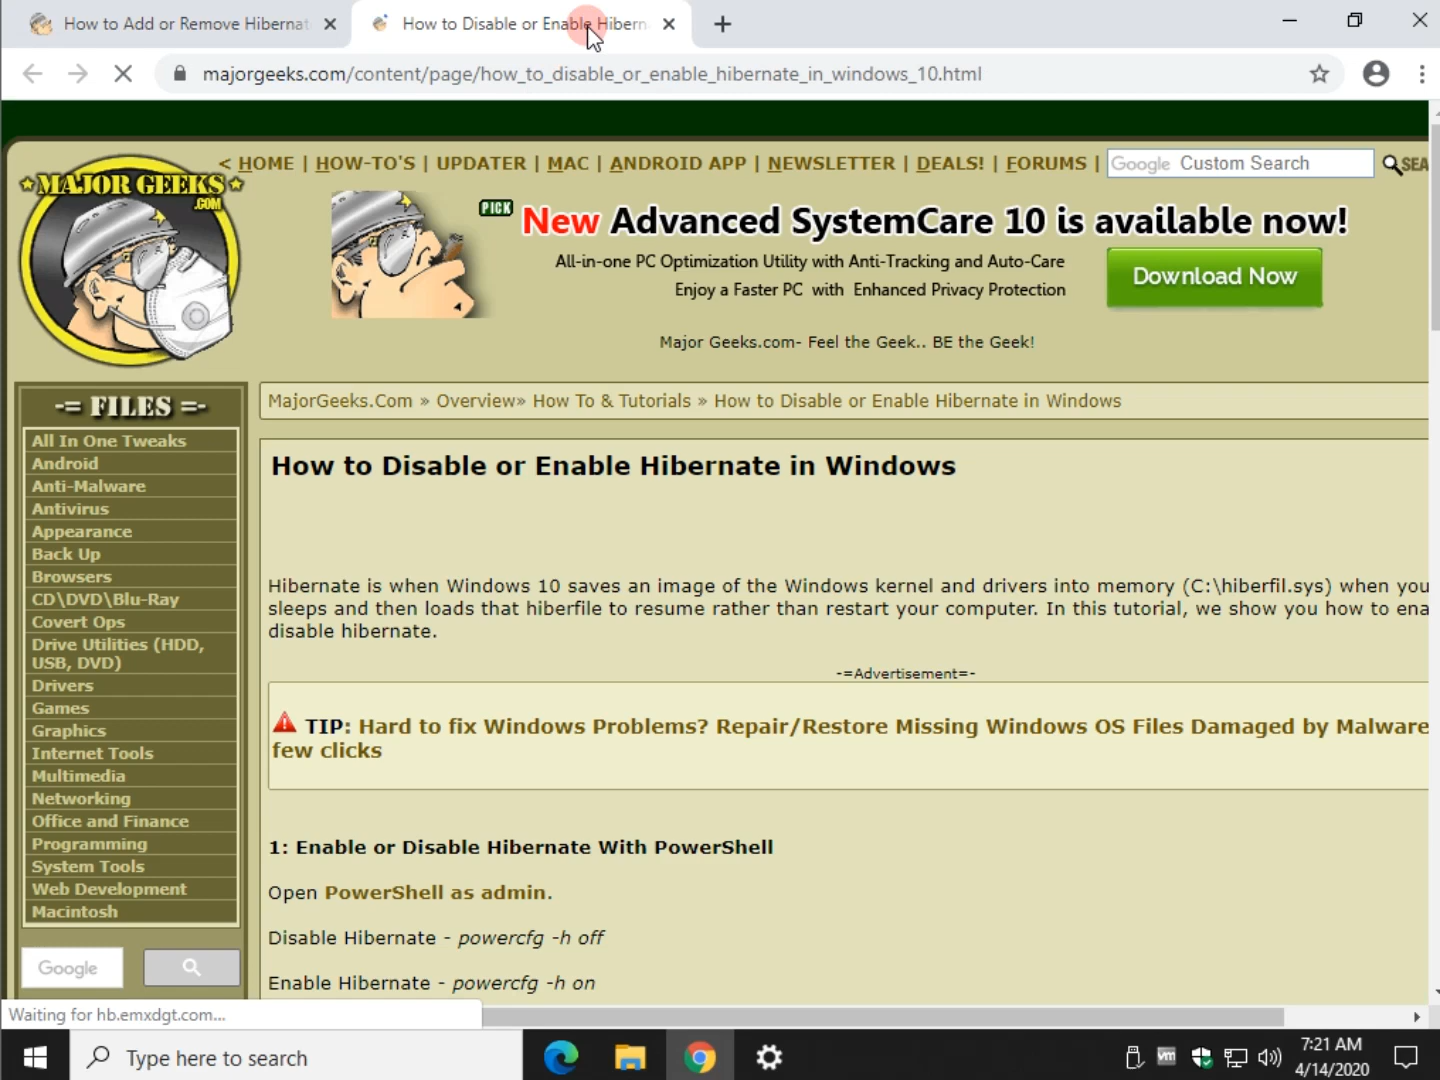 How to Add or Remove Hibernat
How to Disable or Enable Hibern
majorgeeks.com/content/page/how_to_disable_or_enable_hibernate_in_windows_10.html
< HOME | HOW-TO'S | UPDATER | MAC | ANDROID APP | NEWSLETTER | DEALS! | FORUMS |
Google Custom Search
SEA
MAJOR GEEKS
.COM
PICK
New Advanced SystemCare 10 is available now!
All-in-one PC Optimization Utility with Anti-Tracking and Auto-Care
Enjoy a Faster PC with Enhanced Privacy Protection
Download Now
Major Geeks.com- Feel the Geek.. BE the Geek!
-= FILES =-
All In One Tweaks
Android
Anti-Malware
Antivirus
Appearance
Back Up
Browsers
CD\DVD\Blu-Ray
Covert Ops
Drive Utilities (HDD,
USB, DVD)
Drivers
Games
Graphics
Internet Tools
Multimedia
Networking
Office and Finance
Programming
System Tools
Web Development
Macintosh
Google
MajorGeeks.Com » Overview» How To & Tutorials » How to Disable or Enable Hibernate in Windows
How to Disable or Enable Hibernate in Windows
Hibernate is when Windows 10 saves an image of the Windows kernel and drivers into memory (C:\hiberfil.sys) when you
sleeps and then loads that hiberfile to resume rather than restart your computer. In this tutorial, we show you how to ena
disable hibernate.
-=Advertisement=-
TIP: Hard to fix Windows Problems? Repair/Restore Missing Windows OS Files Damaged by Malware
few clicks
1: Enable or Disable Hibernate With PowerShell
Open PowerShell as admin.
Disable Hibernate - powercfg -h off
Enable Hibernate - powercfg -h on
Waiting for hb.emxdgt.com...
Type here to search
vm
7:21 AM
4/14/2020